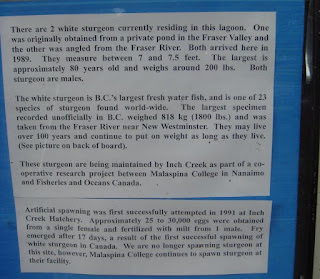 There are 2 white sturgeon currently residing in this lagoon. One
was originally obtained from a private pond in the Fraser Valley and
the other was angled from the Fraser River. Both arrived here in
1989. They measure between 7 and 7.5 feet. The largest is
approximately 80 years old and weighs around 200 lbs. Both
sturgeon are males.
The white sturgeon is B.C.'s largest fresh water fish, and is one of 23
species of sturgeon found world-wide. The largest specimen
recorded unofficially in B.C. weighed 818 kg (1800 lbs.) and was
taken from the Fraser River near New Westminster. They may live
over 100 years and continue to put on weight as long as they live.
(See picture on back of board).
These sturgeon are being maintained by Inch Creek as part of a co-
operative research project between Malaspina College in Nanaimo
and Fisheries and Oceans Canada.
Artificial spawning was first successfully attempted in 1991 at Inch
Creek Hatchery. Approximately 25 to 30,000 eggs were obtained
from a single female and fertilized with milt from 1 male. Fry
emerged after 17 days, a result of the first successful spawning of
white sturgeon in Canada. We are no longer spawning sturgeon at
this site, however, Malaspina College continues to spawn sturgeon at
their facility.